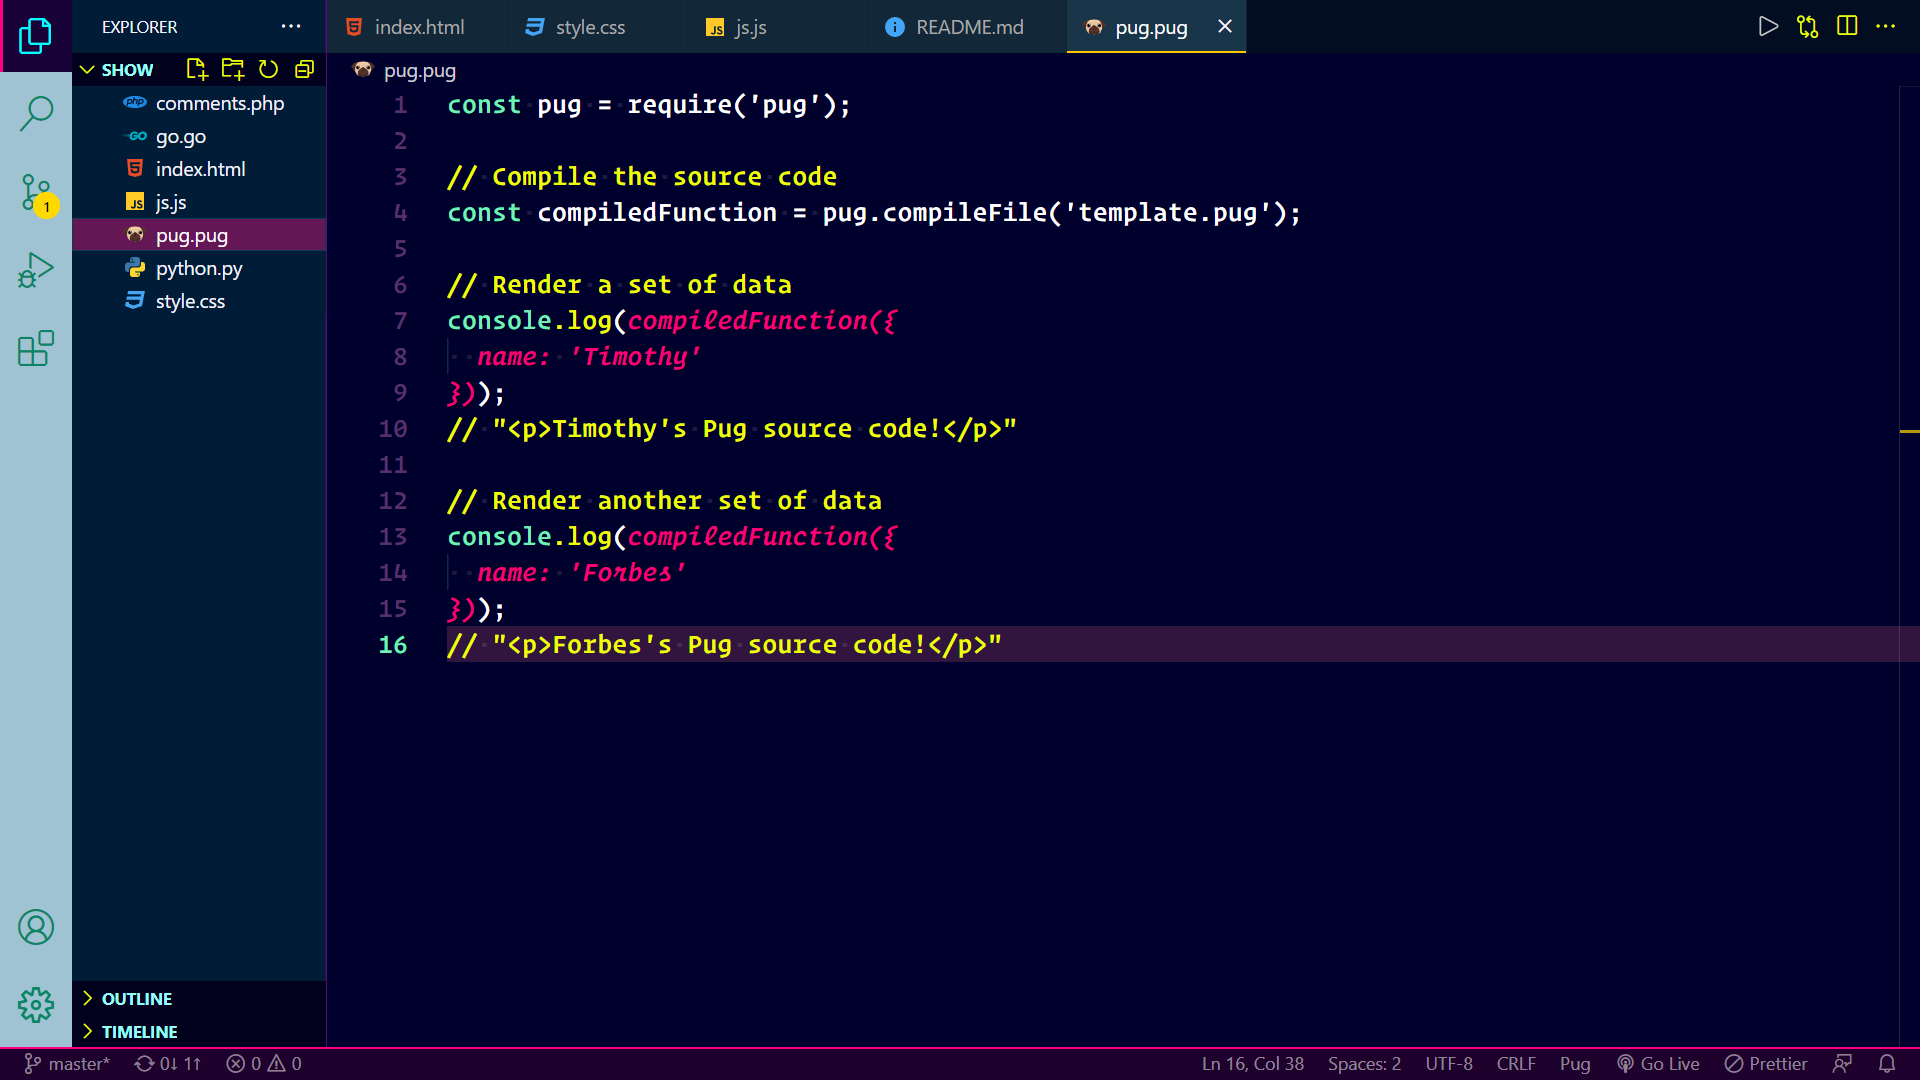 EXPLORER
index.html
style.css
js.js
README.md
pug.pug
SHOW
comments.php
go.go
index.html
js.js
pug.pug
python.py
style.css
1
OUTLINE
TIMELINE
pug.pug
1 const pug = require('pug');
2
3 // Compile the source code
4 const compiledFunction = pug.compileFile('template.pug');
5
6 // Render a set of data
7 console.log(compiledFunction({
8 name: 'Timothy'
9 }));
10 // "<p>Timothy's Pug source code!</p>"
11
12 // Render another set of data
13 console.log(compiledFunction({
14 name: 'Forbes'
15 }));
16 // "<p>Forbes's Pug source code!</p>"
master* 0↓ 1↑ 0 0 Ln 16, Col 38 Spaces: 2 UTF-8 CRLF Pug Go Live Prettier